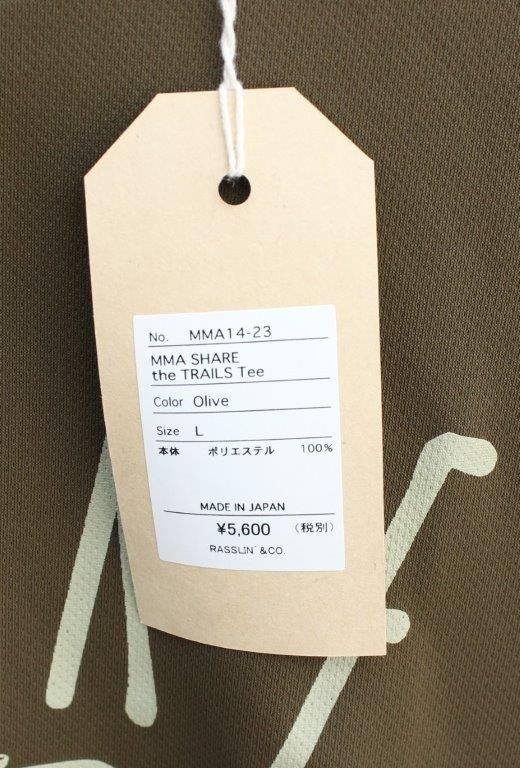 No. MMA14-23
MMA SHARE
the TRAILS Tee
Color Olive
Size L
本体 ポリエステル 100%
MADE IN JAPAN
¥5,600 (税別)
RASSLIN' &CO.